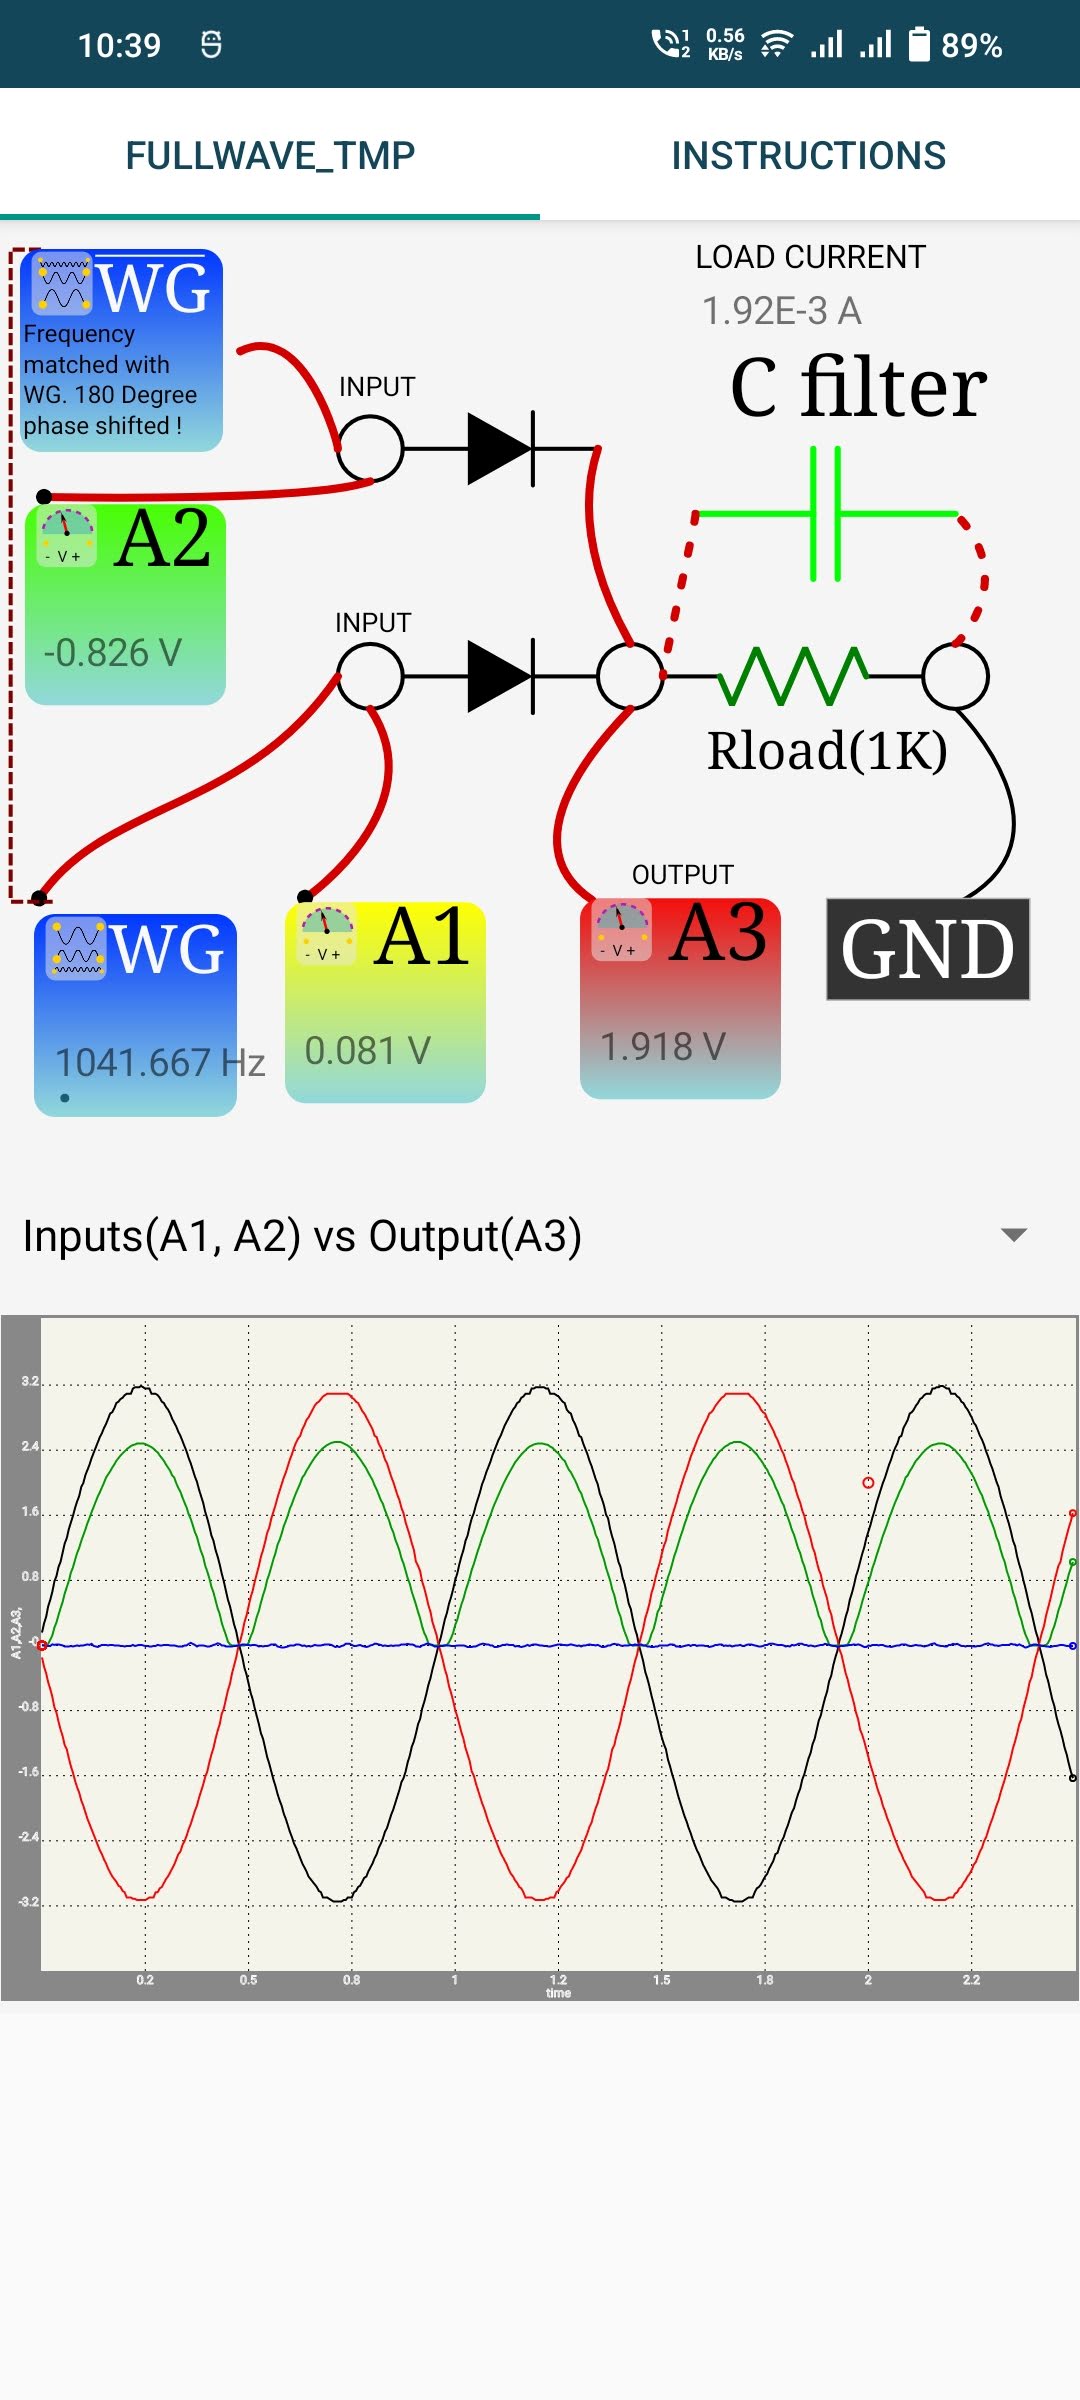 10:39
1
2
0.56
KB/s
89%
FULLWAVE_TMP
INSTRUCTIONS
WG
Frequency
matched with
WG. 180 Degree
phase shifted !
LOAD CURRENT
1.92E-3 A
C filter
INPUT
- V +
A2
-0.826 V
INPUT
Rload(1K)
OUTPUT
WG
1041.667 Hz
- V +
A1
0.081 V
- V +
A3
1.918 V
GND
Inputs(A1, A2) vs Output(A3)
3.2
2.4
1.6
0.8
-0
-0.8
-1.6
-2.4
-3.2
A1,A2,A3,
0.2
0.5
0.8
1
1.2
1.5
1.8
2
2.2
time